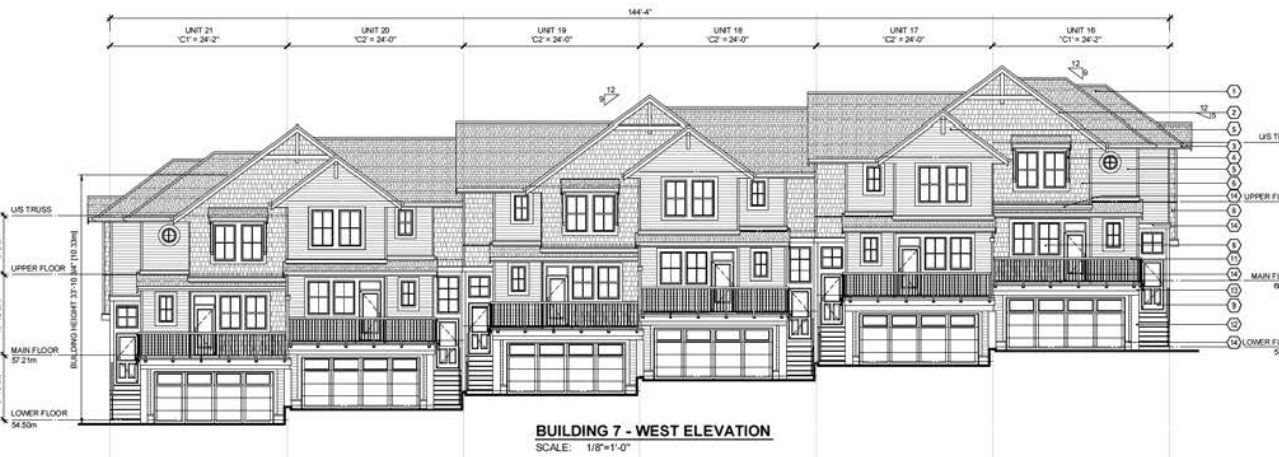 144'-4"
UNIT 21
'C1' = 24'-2"
UNIT 20
'C2' = 24'-0"
UNIT 19
'C2' = 24'-0"
UNIT 18
'C2' = 24'-0"
UNIT 17
'C2' = 24'-0"
UNIT 16
'C1' = 24'-2"
12
9
12
9
12
5
1
2
5
3
4
5
6
14
14
11
14
13
9
12
14
U/S TRUSS
UPPER FLOOR
MAIN FLOOR
57.21m
LOWER FLOOR
54.50m
BUILDING HEIGHT 33'-10 3/4" [10.33m]
U/S T
UPPER FL
MAIN F
LOWER FL
BUILDING 7 - WEST ELEVATION
SCALE: 1/8"=1'-0"